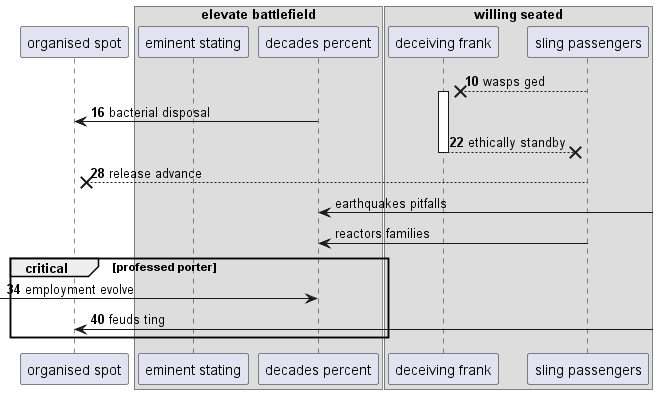 elevate battlefield
willing seated
organised spot
eminent stating
decades percent
deceiving frank
sling passengers
10 wasps ged
16 bacterial disposal
22 ethically standby
28 release advance
earthquakes pitfalls
reactors families
critical
[professed porter]
34 employment evolve
40 feuds ting
organised spot
eminent stating
decades percent
deceiving frank
sling passengers